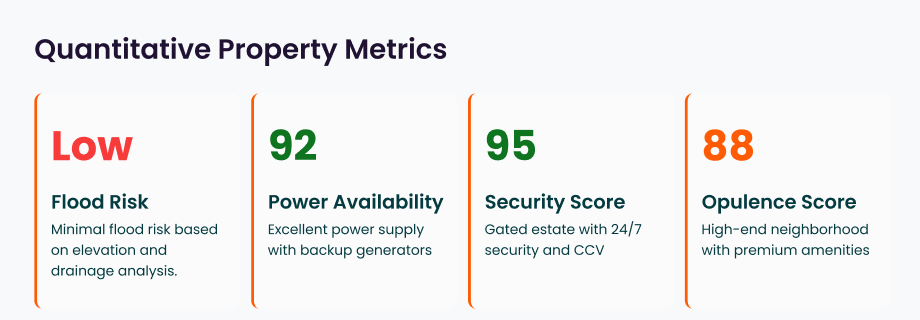 Quantitative Property Metrics
Low
Flood Risk
Minimal flood risk based
on elevation and
drainage analysis.
92
Power Availability
Excellent power supply
with backup generators
95
Security Score
Gated estate with 24/7
security and CCV
88
Opulence Score
High-end neighborhood
with premium amenities